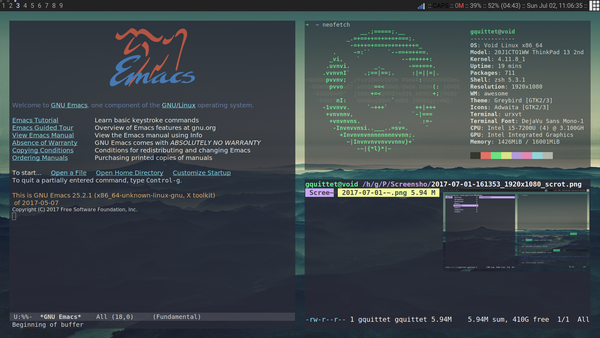 1 2 3 4 5 6 7 8 9
CAPS :: 0M :: 39% :: 52% (04:43) :: Sun Jul 02, 11:06:35 ::
Emacs
Welcome to GNU Emacs, one component of the GNU/Linux operating system.
Emacs Tutorial Learn basic keystroke commands
Emacs Guided Tour Overview of Emacs features at gnu.org
View Emacs Manual View the Emacs manual using Info
Absence of Warranty GNU Emacs comes with ABSOLUTELY NO WARRANTY
Copying Conditions Conditions for redistributing and changing Emacs
Ordering Manuals Purchasing printed copies of manuals
To start... Open a File Open Home Directory Customize Startup
To quit a partially entered command, type Control-g.
This is GNU Emacs 25.2.1 (x86_64-unknown-linux-gnu, X toolkit)
of 2017-05-07
Copyright (C) 2017 Free Software Foundation, Inc.
U:%%- *GNU Emacs* All (18,0) (Fundamental)
Beginning of buffer
~ neofetch
gquittet@void
-------------
OS: Void Linux x86_64
Model: 20J1CTO1WW ThinkPad 13 2nd
Kernel: 4.11.8_1
Uptime: 19 mins
Packages: 711
Shell: zsh 5.3.1
Resolution: 1920x1080
WM: awesome
Theme: Greybird [GTK2/3]
Icons: Adwaita [GTK2/3]
Terminal: urxvt
Terminal Font: DejaVu Sans Mono-1
CPU: Intel i5-7200U (4) @ 3.100GH
GPU: Intel Integrated Graphics
Memory: 1426MiB / 16001MiB
gquittet@void /h/g/P/Screensho/2017-07-01-161353_1920x1080_scrot.png
Scree~ 2017-07-01~.png 5.94 M
-rw-r--r-- 1 gquittet gquittet 5.94M 5.94M sum, 410G free 1/1 All